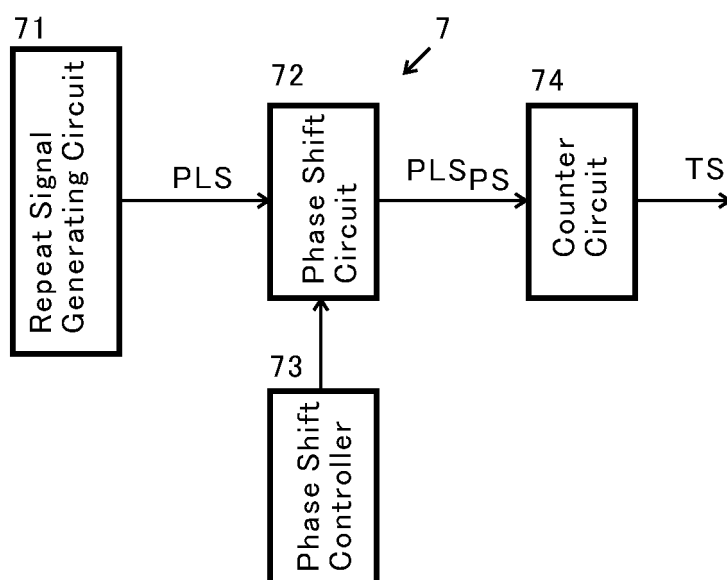 71
Repeat Signal
Generating Circuit
PLS
72
Phase Shift
Circuit
7
PLSPS
74
Counter
Circuit
TS
73
Phase Shift
Controller